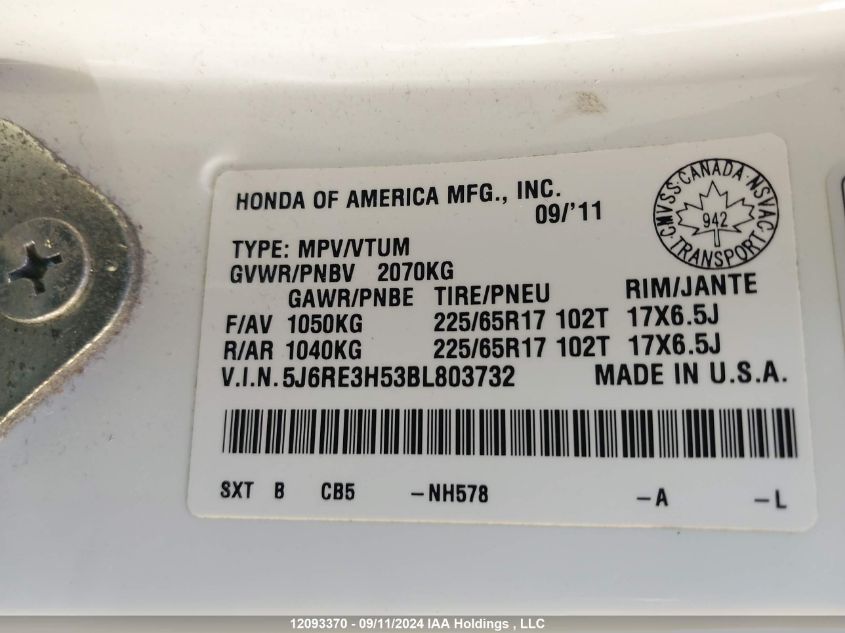 HONDA OF AMERICA MFG., INC.
09/'11
CMVSS·CANADA·NSVAC·TRANSPORT·
942
TYPE: MPV/VTUM
GVWR/PNBV 2070KG
GAWR/PNBE TIRE/PNEU RIM/JANTE
F/AV 1050KG 225/65R17 102T 17X6.5J
R/AR 1040KG 225/65R17 102T 17X6.5J
V.I.N. 5J6RE3H53BL803732 MADE IN U.S.A.
SXT B CB5 -NH578 -A -L
12093370 - 09/11/2024 IAA Holdings , LLC